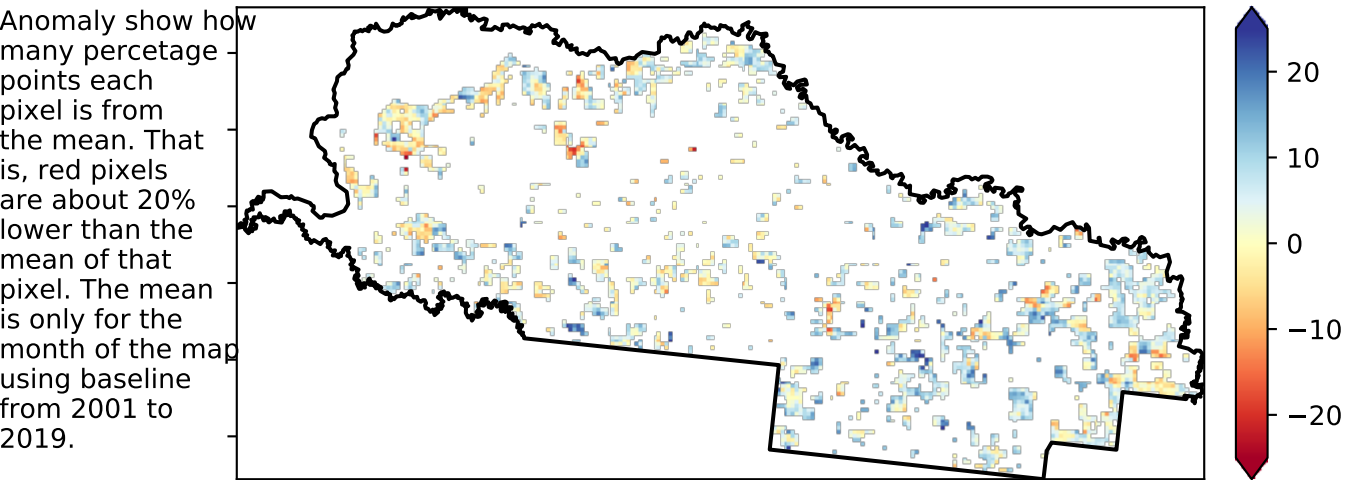 Anomaly show how
many percetage
points each
pixel is from
the mean. That
is, red pixels
are about 20%
lower than the
mean of that
pixel. The mean
is only for the
month of the map
using baseline
from 2001 to
2019.
20
10
0
−10
−20